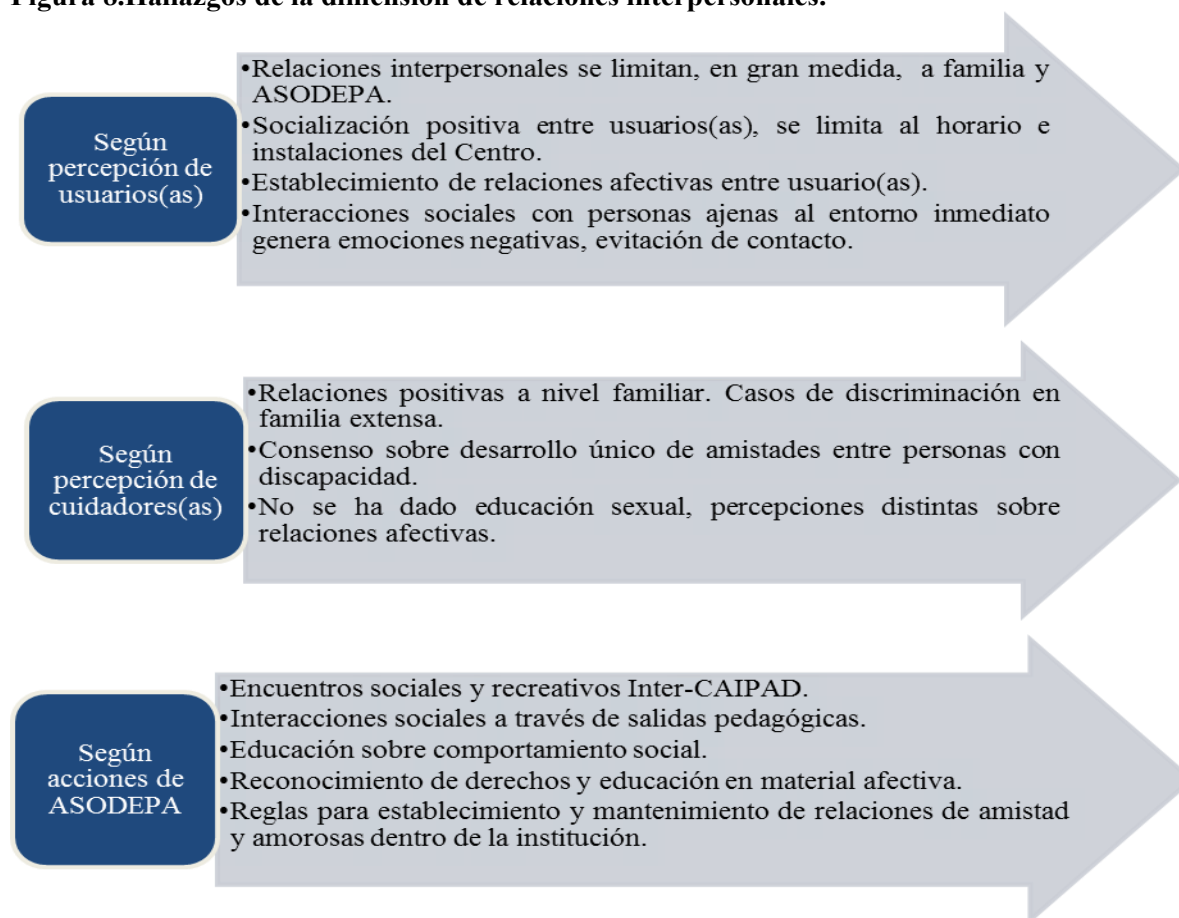 Figura 8.Hallazgos de la dimensión de relaciones interpersonales.
Según
percepción de
usuarios(as)
•Relaciones interpersonales se limitan, en gran medida, a familia y
ASODEPA.
•Socialización positiva entre usuarios(as), se limita al horario e
instalaciones del Centro.
•Establecimiento de relaciones afectivas entre usuario(as).
•Interacciones sociales con personas ajenas al entorno inmediato
genera emociones negativas, evitación de contacto.
Según
percepción de
cuidadores(as)
•Relaciones positivas a nivel familiar. Casos de discriminación en
familia extensa.
•Consenso sobre desarrollo único de amistades entre personas con
discapacidad.
•No se ha dado educación sexual, percepciones distintas sobre
relaciones afectivas.
Según
acciones de
ASODEPA
•Encuentros sociales y recreativos Inter-CAIPAD.
•Interacciones sociales a través de salidas pedagógicas.
•Educación sobre comportamiento social.
•Reconocimiento de derechos y educación en material afectiva.
•Reglas para establecimiento y mantenimiento de relaciones de amistad
y amorosas dentro de la institución.